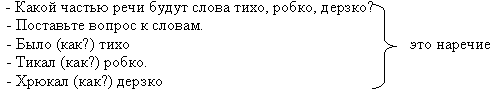 - Какой частью речи будут слова тихо, робко, дерзко?
- Поставьте вопрос к словам.
- Было (как?) тихо
- Тикал (как?) робко.
- Хрюкал (как?) дерзко
это наречие